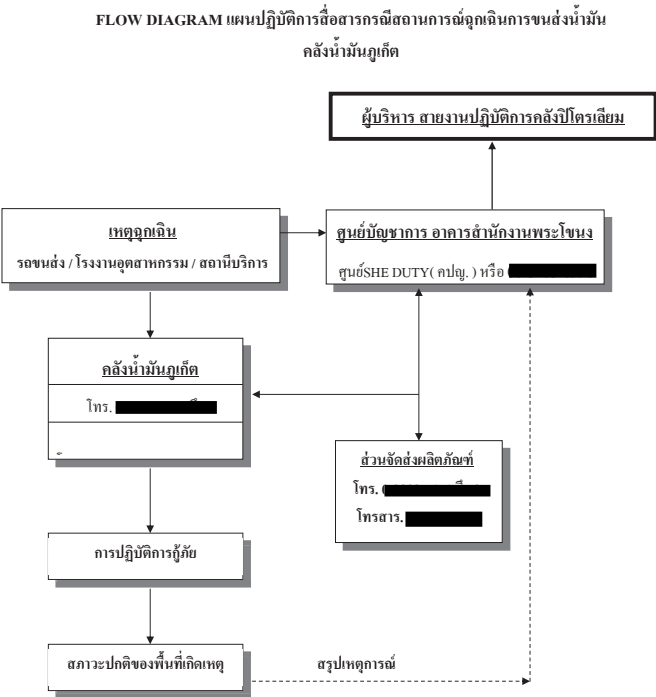 FLOW DIAGRAM แผนปฏิบัติการสื่อสารกรณีสถานการณ์ฉุกเฉินการขนส่งน้ำมัน
คลังน้ำมันภูเก็ต
ผู้บริหาร สายงานปฏิบัติการคลังปิโตรเลียม
เหตุฉุกเฉิน
รถขนส่ง / โรงงานอุตสาหกรรม / สถานีบริการ
ศูนย์บัญชาการ อาคารสำนักงานพระโขนง
ศูนย์SHE DUTY( คปญ. ) หรือ
คลังน้ำมันภูเก็ต
โทร.
ส่วนจัดส่งผลิตภัณฑ์
โทร. (
โทรสาร.
การปฏิบัติการกู้ภัย
สภาวะปกติของพื้นที่เกิดเหตุ
สรุปเหตุการณ์